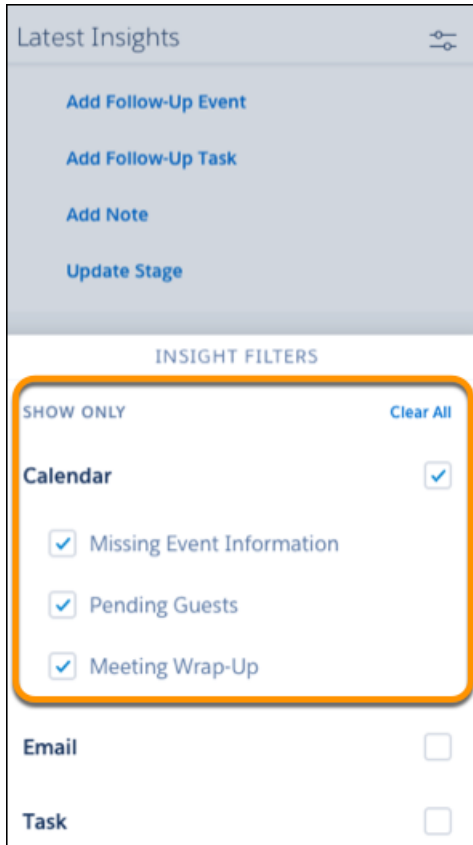 Latest Insights
Add Follow-Up Event
Add Follow-Up Task
Add Note
Update Stage
INSIGHT FILTERS
SHOW ONLY Clear All
Calendar
Missing Event Information
Pending Guests
Meeting Wrap-Up
Email
Task